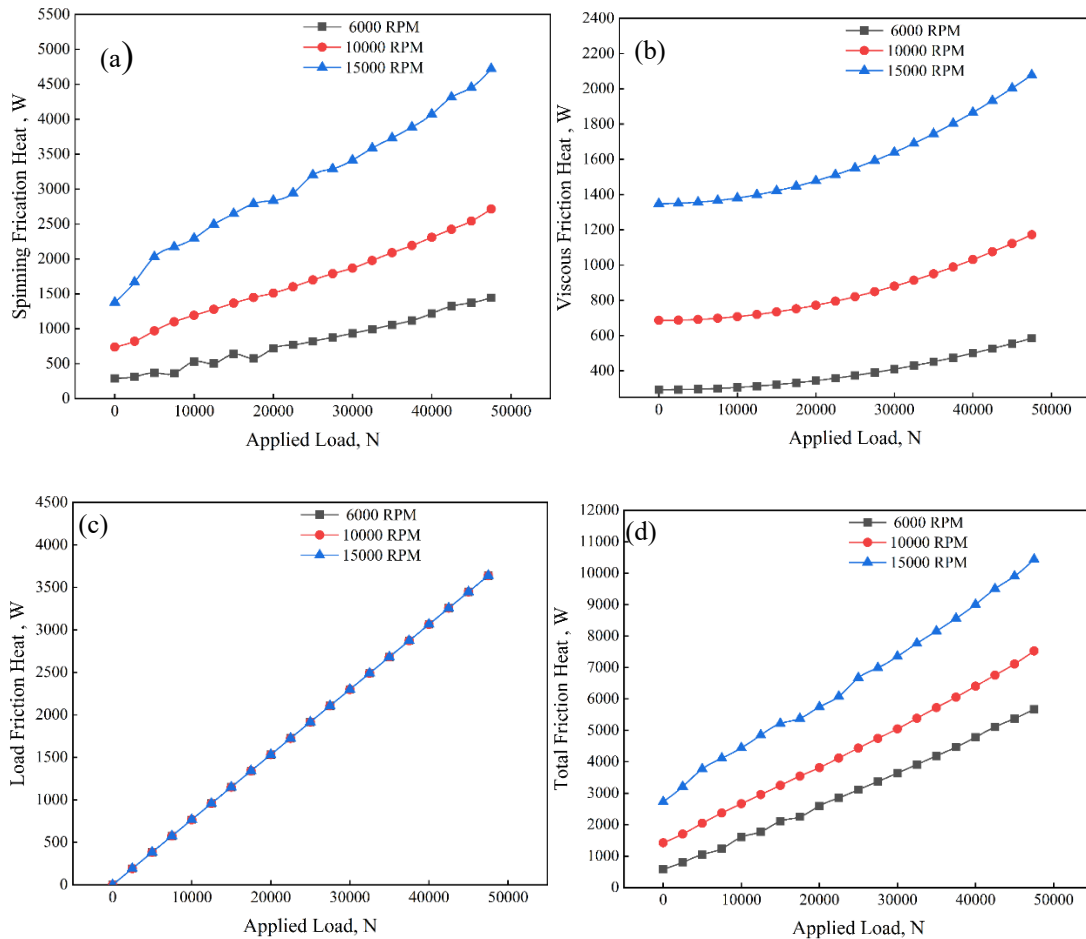 (a)
6000 RPM
10000 RPM
15000 RPM
5500
5000
4500
4000
3500
3000
2500
2000
1500
1000
500
0
Spinning Frication Heat , W
0 10000 20000 30000 40000 50000
Applied Load, N
(b)
6000 RPM
10000 RPM
15000 RPM
2400
2200
2000
1800
1600
1400
1200
1000
800
600
400
Viscous Friction Heat , W
0 10000 20000 30000 40000 50000
Applied Load, N
(c)
6000 RPM
10000 RPM
15000 RPM
4500
4000
3500
3000
2500
2000
1500
1000
500
0
Load Friction Heat , W
0 10000 20000 30000 40000 50000
Applied Load, N
(d)
6000 RPM
10000 RPM
15000 RPM
12000
11000
10000
9000
8000
7000
6000
5000
4000
3000
2000
1000
0
Total Friction Heat , W
0 10000 20000 30000 40000 50000
Applied Load, N